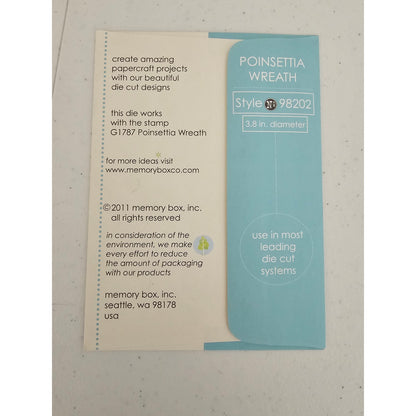 create amazing
papercraft projects
with our beautiful
die cut designs
this die works
with the stamp
G1787 Poinsettia Wreath
for more ideas visit
www.memoryboxco.com
©2011 memory box, inc.
all rights reserved
in consideration of the
environment, we make
every effort to reduce
the amount of packaging
with our products
memory box, inc.
seattle, wa 98178
usa
POINSETTIA
WREATH
Style No 98202
3.8 in. diameter
use in most
leading
die cut
systems